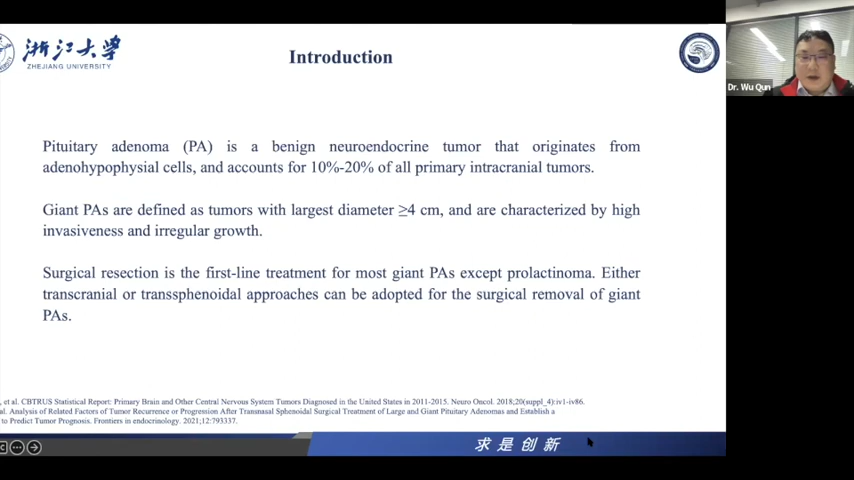 浙江大学
ZHEJIANG UNIVERSITY
Introduction
Dr. Wu Qun
Pituitary adenoma (PA) is a benign neuroendocrine tumor that originates from
adenohypophysial cells, and accounts for 10%-20% of all primary intracranial tumors.
Giant PAs are defined as tumors with largest diameter ≥4 cm, and are characterized by high
invasiveness and irregular growth.
Surgical resection is the first-line treatment for most giant PAs except prolactinoma. Either
transcranial or transsphenoidal approaches can be adopted for the surgical removal of giant
PAs.
, et al. CBTRUS Statistical Report: Primary Brain and Other Central Nervous System Tumors Diagnosed in the United States in 2011-2015. Neuro Oncol. 2018;20(suppl_4):iv1-iv86.
al. Analysis of Related Factors of Tumor Recurrence or Progression After Transnasal Sphenoidal Surgical Treatment of Large and Giant Pituitary Adenomas and Establish a
to Predict Tumor Prognosis. Frontiers in endocrinology. 2021;12:793337.
求是创新